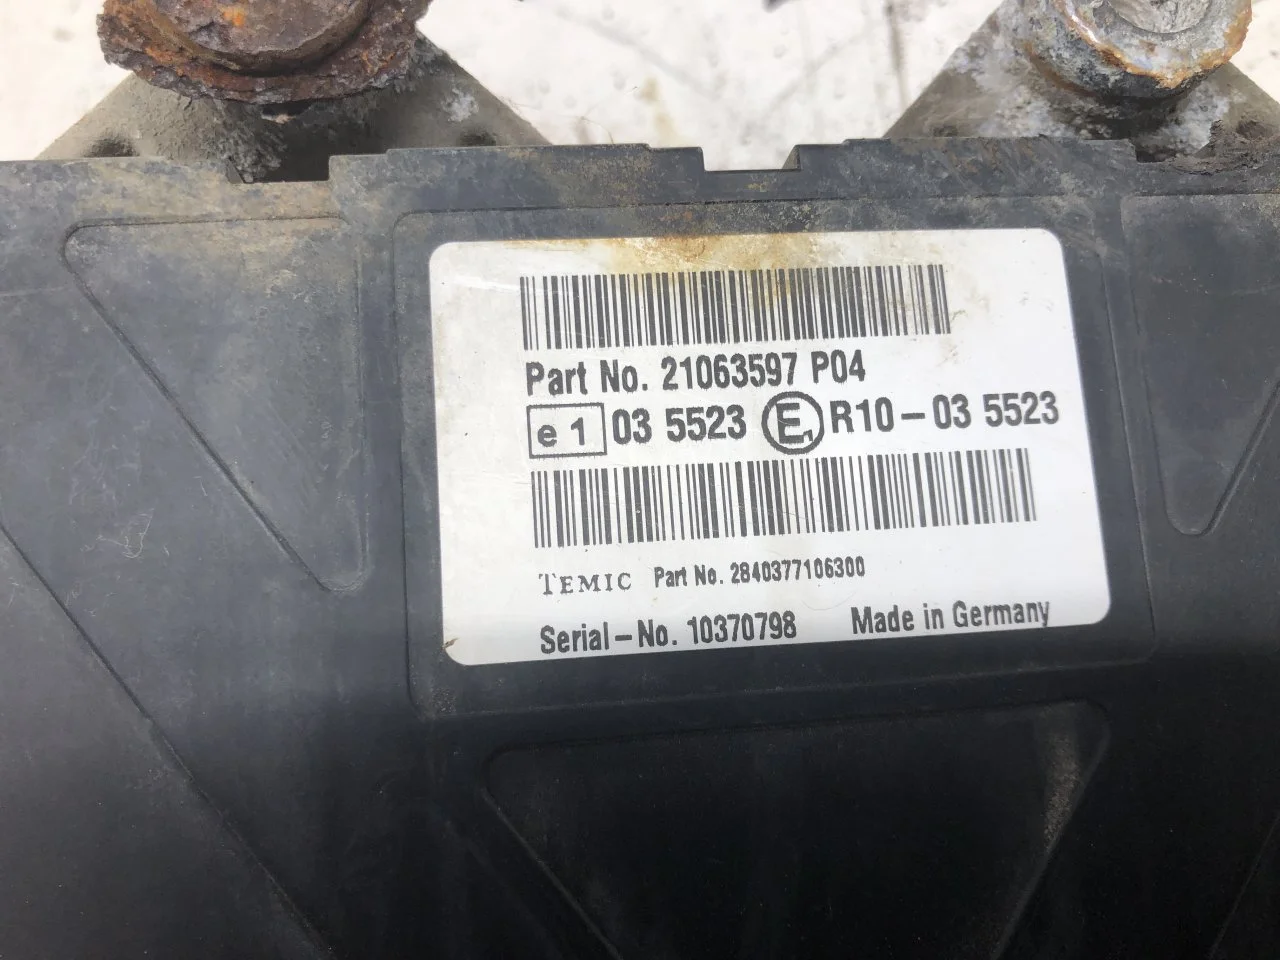 Part No. 21063597 P04
e 1 03 5523 E1 R10-03 5523
TEMIC Part No. 2840377106300
Serial-No. 10370798 Made in Germany